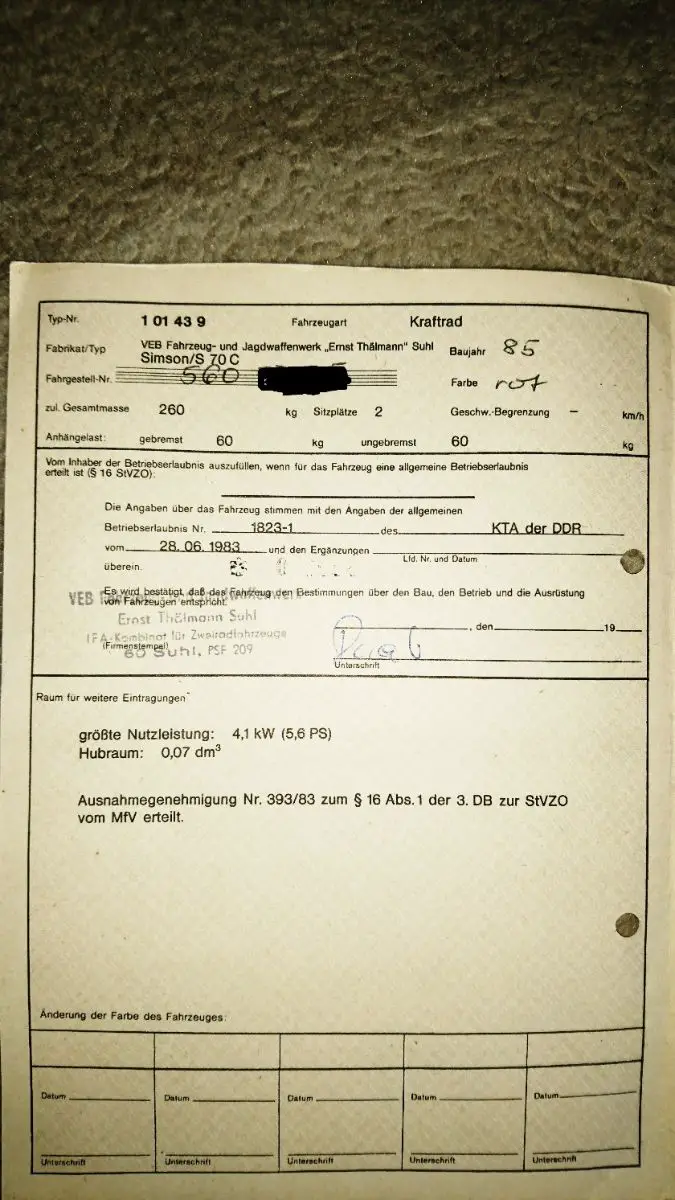 Typ-Nr. 1 01 43 9 Fahrzeugart Kraftrad
Fabrikat/Typ VEB Fahrzeug- und Jagdwaffenwerk „Ernst Thälmann" Suhl
Simson/S 70 C Baujahr 85
Fahrgestell-Nr. 560 Farbe rot
zul. Gesamtmasse 260 kg Sitzplätze 2 Geschw.-Begrenzung – km/h
Anhängelast: gebremst 60 kg ungebremst 60 kg
Vom Inhaber der Betriebserlaubnis auszufüllen, wenn für das Fahrzeug eine allgemeine Betriebserlaubnis
erteilt ist (§ 16 StVZO):
Die Angaben über das Fahrzeug stimmen mit den Angaben der allgemeinen
Betriebserlaubnis Nr. 1823-1 des KTA der DDR
vom 28. 06. 1983 und den Ergänzungen
Lfd. Nr. und Datum
überein.
Es wird bestätigt, daß das Fahrzeug den Bestimmungen über den Bau, den Betrieb und die Ausrüstung
von Fahrzeugen entspricht.
VEB
Ernst Thälmann Suhl
, den 19
IFA-Kombinat für Zweiradfahrzeuge
(Firmenstempel)
60 Suhl, PSF 209
Unterschrift
Raum für weitere Eintragungen
größte Nutzleistung: 4,1 kW (5,6 PS)
Hubraum: 0,07 dm³
Ausnahmegenehmigung Nr. 393/83 zum § 16 Abs. 1 der 3. DB zur StVZO
vom MfV erteilt.
Änderung der Farbe des Fahrzeuges:
Datum Datum Datum Datum Datum
Unterschrift Unterschrift Unterschrift Unterschrift Unterschrift